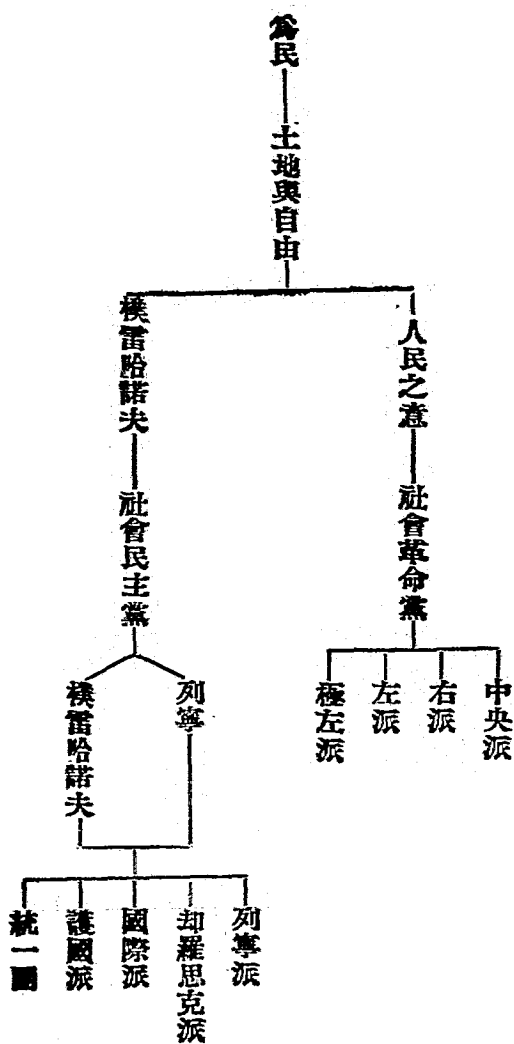 爲民
土地與自由
人民之意
社會革命黨
中央派
右派
左派
極左派
樸雷哈諾夫
社會民主黨
列寧
樸雷哈諾夫
列寧派
却羅思克派
國際派
護國派
統一團